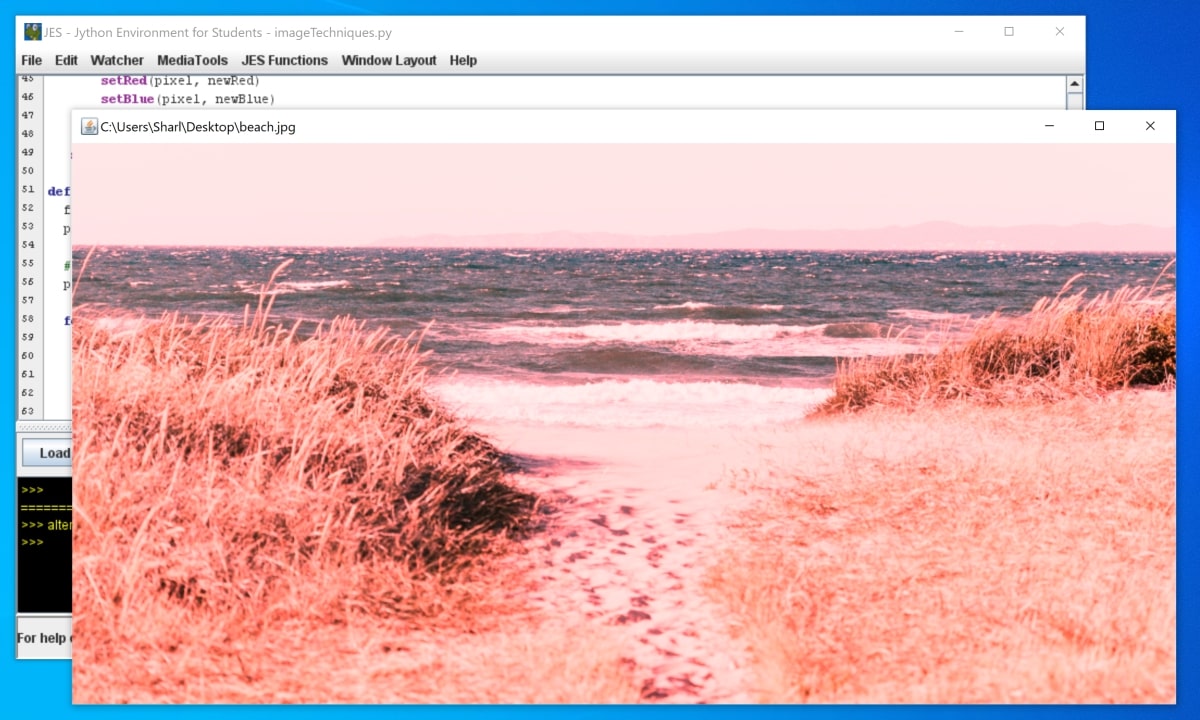 JES - Jython Environment for Students - imageTechniques.py
File Edit Watcher MediaTools JES Functions Window Layout Help
45 setRed(pixel, newRed)
46 setBlue(pixel, newBlue)
47
C:\Users\Sharl\Desktop\beach.jpg
48
49
50
51 def
52 f
53 p
54
55 #
56 p
57
58 fo
59
60
61
62
63
Load
>>>
=======
>>> alter
>>>
For help